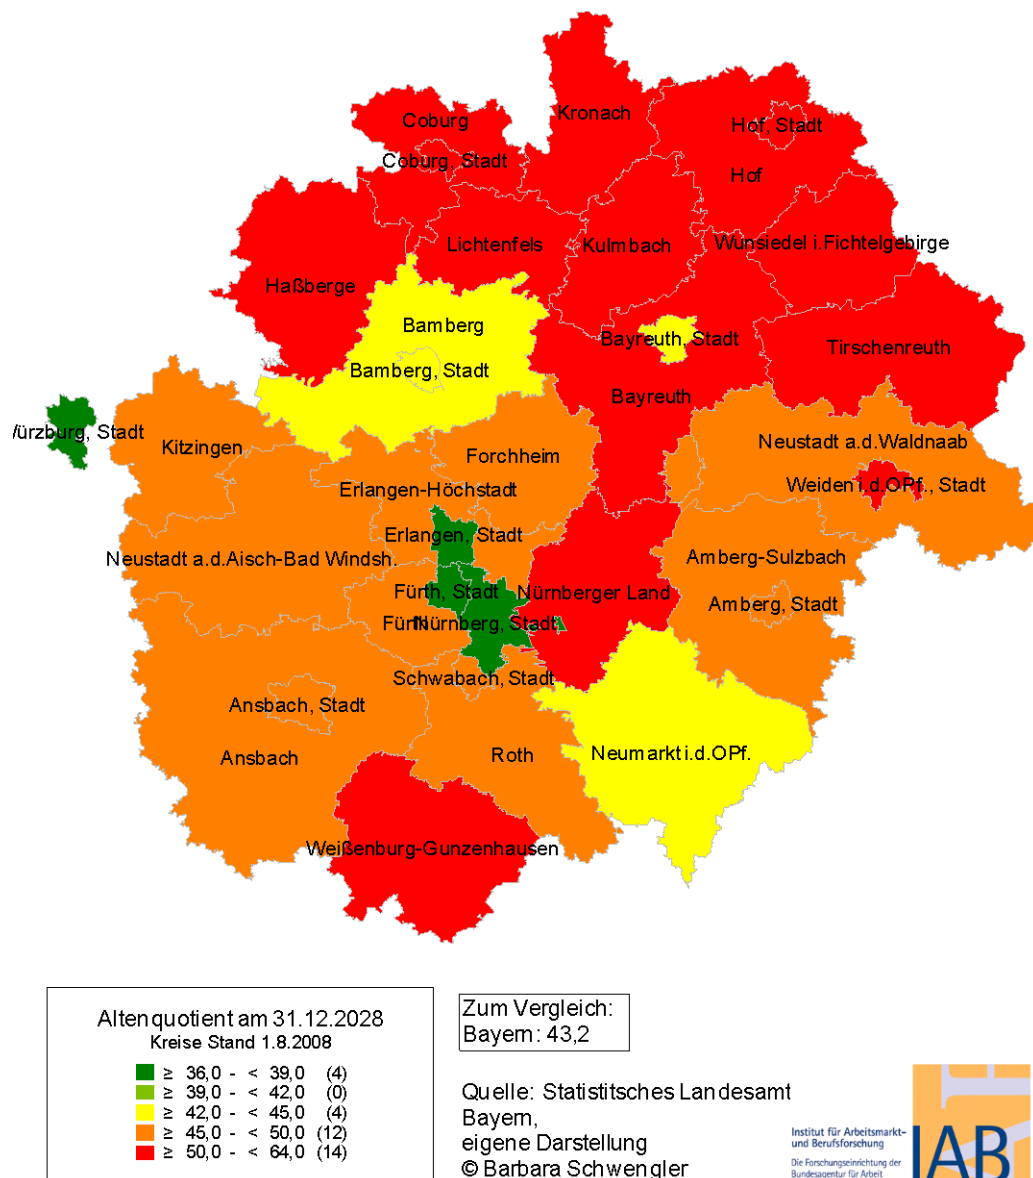 Kronach
Coburg
Hof, Stadt
Coburg, Stadt
Hof
Lichtenfels
Kulmbach
Wunsiedel i.Fichtelgebirge
Haßberge
Bamberg
Bayreuth, Stadt
Tirschenreuth
Bamberg, Stadt
Bayreuth
Stadt
Kitzingen
Neustadt a.d.Waldnaab
Forchheim
Weiden i.d.OPf., Stadt
Erlangen-Höchstadt
Erlangen, Stadt
Neustadt a.d.Aisch-Bad Windsh.
Amberg-Sulzbach
Fürth, Stadt
Nürnberger Land
Amberg, Stadt
Nürnberg, Stadt
Schwabach, Stadt
Ansbach, Stadt
Ansbach
Roth
Neumarkt i.d.OPf.
Weißenburg-Gunzenhausen
Altenquotient am 31.12.2028
Kreise Stand 1.8.2008
≥ 36,0 - < 39,0 (4)
≥ 39,0 - < 42,0 (0)
≥ 42,0 - < 45,0 (4)
≥ 45,0 - < 50,0 (12)
≥ 50,0 - < 64,0 (14)
Zum Vergleich:
Bayern: 43,2
Quelle: Statistitsches Landesamt
Bayern,
eigene Darstellung
© Barbara Schwengler
Institut für Arbeitsmarkt-
und Berufsforschung
Die Forschungseinrichtung der
Bundesagentur für Arbeit
IAB